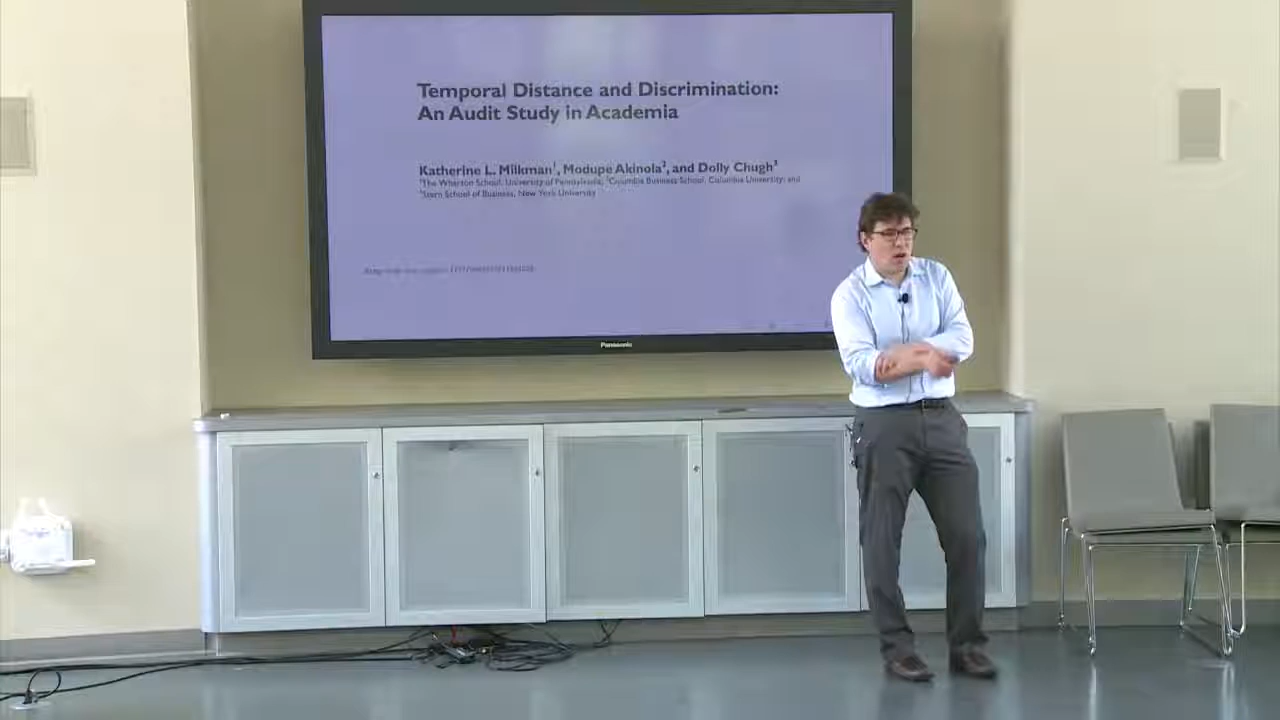 Temporal Distance and Discrimination:
An Audit Study in Academia
Katherine L. Milkman¹, Modupe Akinola², and Dolly Chugh³
¹The Wharton School, University of Pennsylvania; ²Columbia Business School, Columbia University; and
³Stern School of Business, New York University
Panasonic